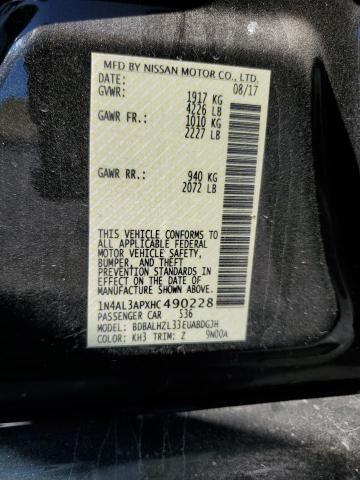 MFD BY NISSAN MOTOR CO., LTD.
DATE: 08/17
GVWR: 1917 KG
4226 LB
GAWR FR.: 1010 KG
2227 LB
GAWR RR.: 940 KG
2072 LB
THIS VEHICLE CONFORMS TO
ALL APPLICABLE FEDERAL
MOTOR VEHICLE SAFETY,
BUMPER, AND THEFT
PREVENTION STANDARDS
IN EFFECT ON THE DATE OF
MANUFACTURE SHOWN ABOVE.
1N4AL3APXHC490228
PASSENGER CAR S36
MODEL: BDBALHZL33EUABDGJH
COLOR: KH3 TRIM: Z 9N00A